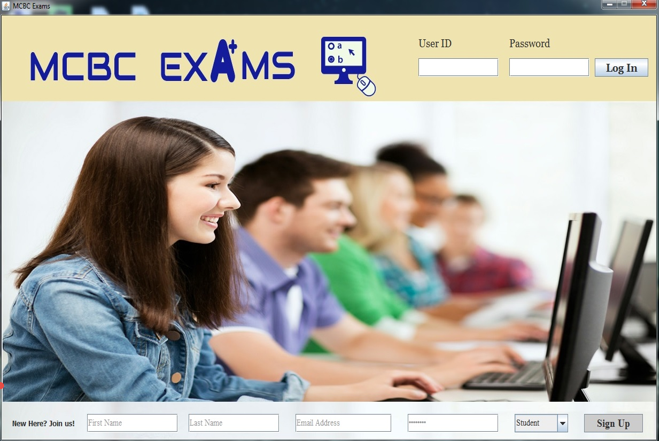 MCBC Exams
MCBC EXAMS
a
b
User ID
Password
Log In
New Here? Join us!
First Name
Last Name
Email Address
********
Student
Sign Up